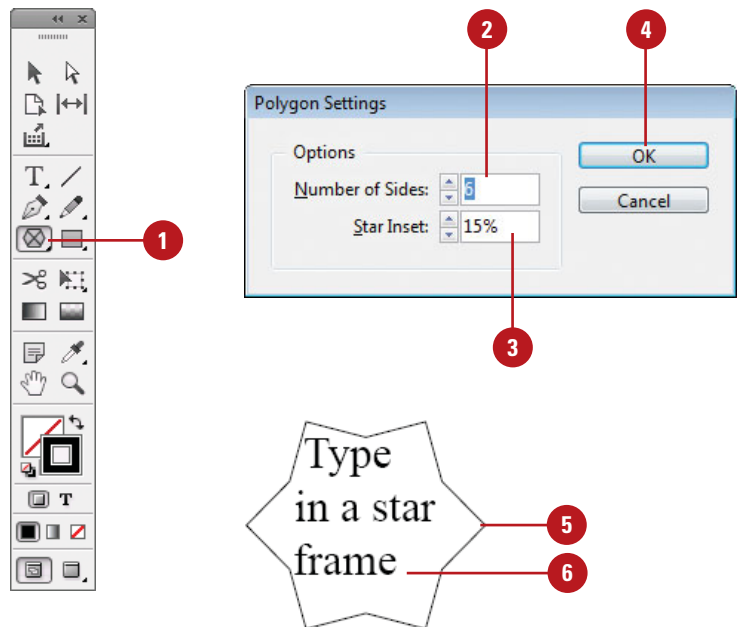 2
4
Polygon Settings
Options
OK
Number of Sides: 6
Cancel
Star Inset: 15%
T
1
3
Type
in a star
frame
T
5
6